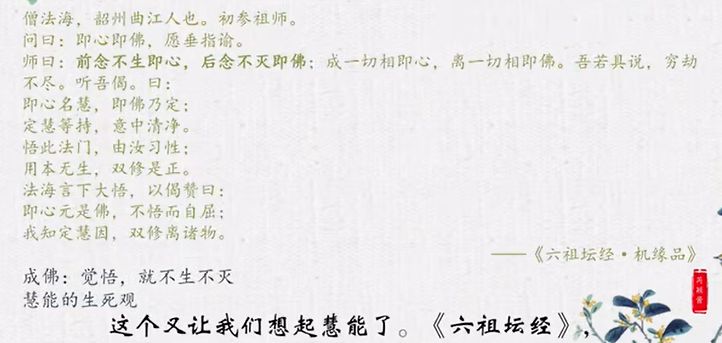 僧法海，韶州曲江人也。初参祖师。
问曰：即心即佛，愿垂指谕。
师曰：前念不生即心，后念不灭即佛；成一切相即心，离一切相即佛。吾若具说，穷劫
不尽。听吾偈。曰：
即心名慧，即佛乃定；
定慧等持，意中清净。
悟此法门，由汝习性；
用本无生，双修是正。
法海言下大悟，以偈赞曰：
即心元是佛，不悟而自屈；
我知定慧因，双修离诸物。
——《六祖坛经·机缘品》
成佛：觉悟，就不生不灭
慧能的生死观
这个又让我们想起慧能了。《六祖坛经》，